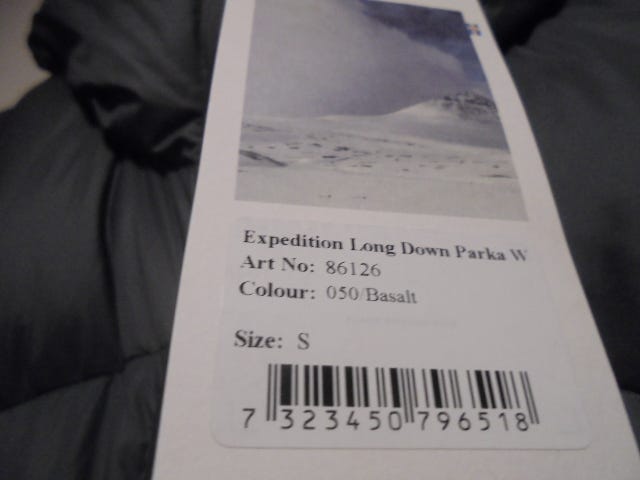 Expedition Long Down Parka W
Art No: 86126
Colour: 050/Basalt
Size: S
7 323450 796518